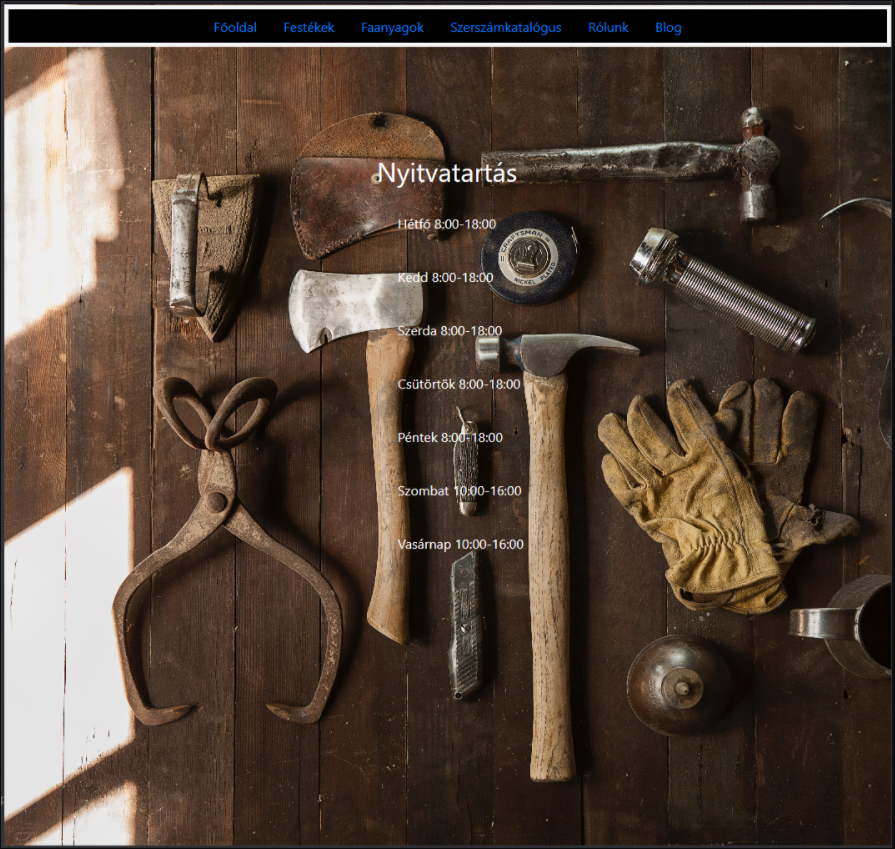 Főoldal Festékek Faanyagok Szerszámkatalógus Rólunk Blog
Nyitvatartás
Hétfő 8:00-18:00
CRAFTSMAN
Kedd 8:00-18:00
Szerda 8:00-18:00
Csütörtök 8:00-18:00
Péntek 8:00-18:00
Szombat 10:00-16:00
Vasárnap 10:00-16:00